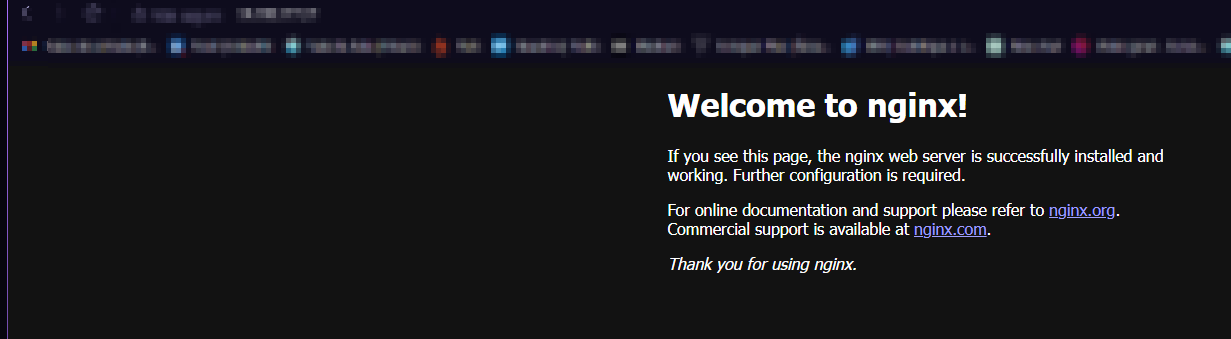 Welcome to nginx!
If you see this page, the nginx web server is successfully installed and
working. Further configuration is required.
For online documentation and support please refer to nginx.org.
Commercial support is available at nginx.com.
Thank you for using nginx.